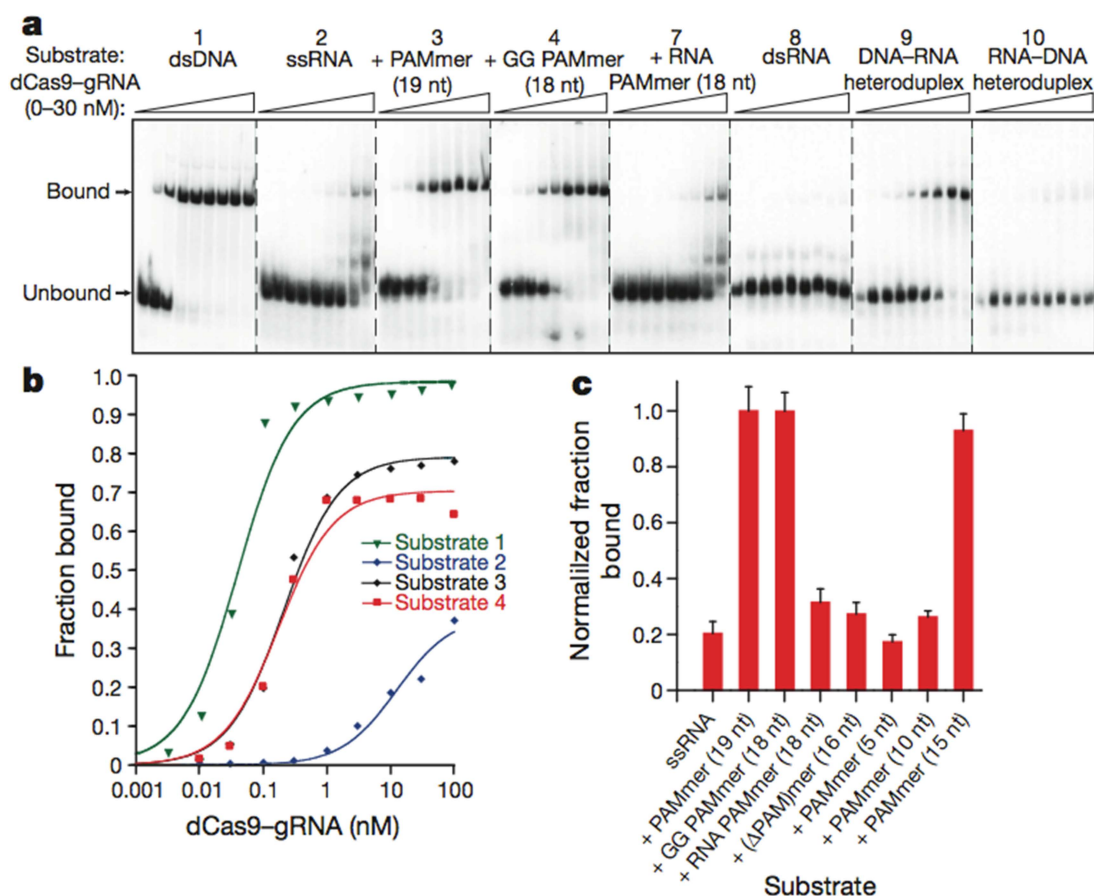 a
1 2 3 4 7 8 9 10
Substrate: dsDNA ssRNA + PAMmer + GG PAMmer + RNA dsRNA DNA–RNA RNA–DNA
dCas9–gRNA (19 nt) (18 nt) PAMmer (18 nt) heteroduplex heteroduplex
(0–30 nM):
Bound
Unbound
b
Fraction bound
1.0
0.9
0.8
0.7
0.6
0.5
0.4
0.3
0.2
0.1
0
Substrate 1
Substrate 2
Substrate 3
Substrate 4
0.001 0.01 0.1 1 10 100
dCas9–gRNA (nM)
c
Normalized fraction
bound
1.0
0.8
0.6
0.4
0.2
0
ssRNA
+ PAMmer (19 nt)
+ GG PAMmer (18 nt)
+ RNA PAMmer (18 nt)
+ (ΔPAM)mer (16 nt)
+ PAMmer (5 nt)
+ PAMmer (10 nt)
+ PAMmer (15 nt)
Substrate